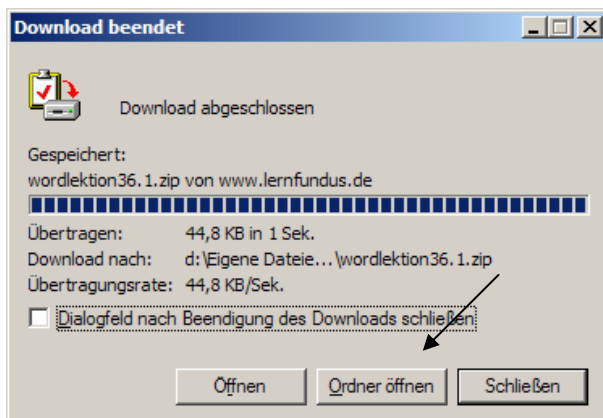 Download beendet
Download abgeschlossen
Gespeichert:
wordlektion36.1.zip von www.lernfundus.de
Übertragen: 44,8 KB in 1 Sek.
Download nach: d:\Eigene Dateie...\wordlektion36.1.zip
Übertragungsrate: 44,8 KB/Sek.
Dialogfeld nach Beendigung des Downloads schließen
Öffnen Ordner öffnen Schließen